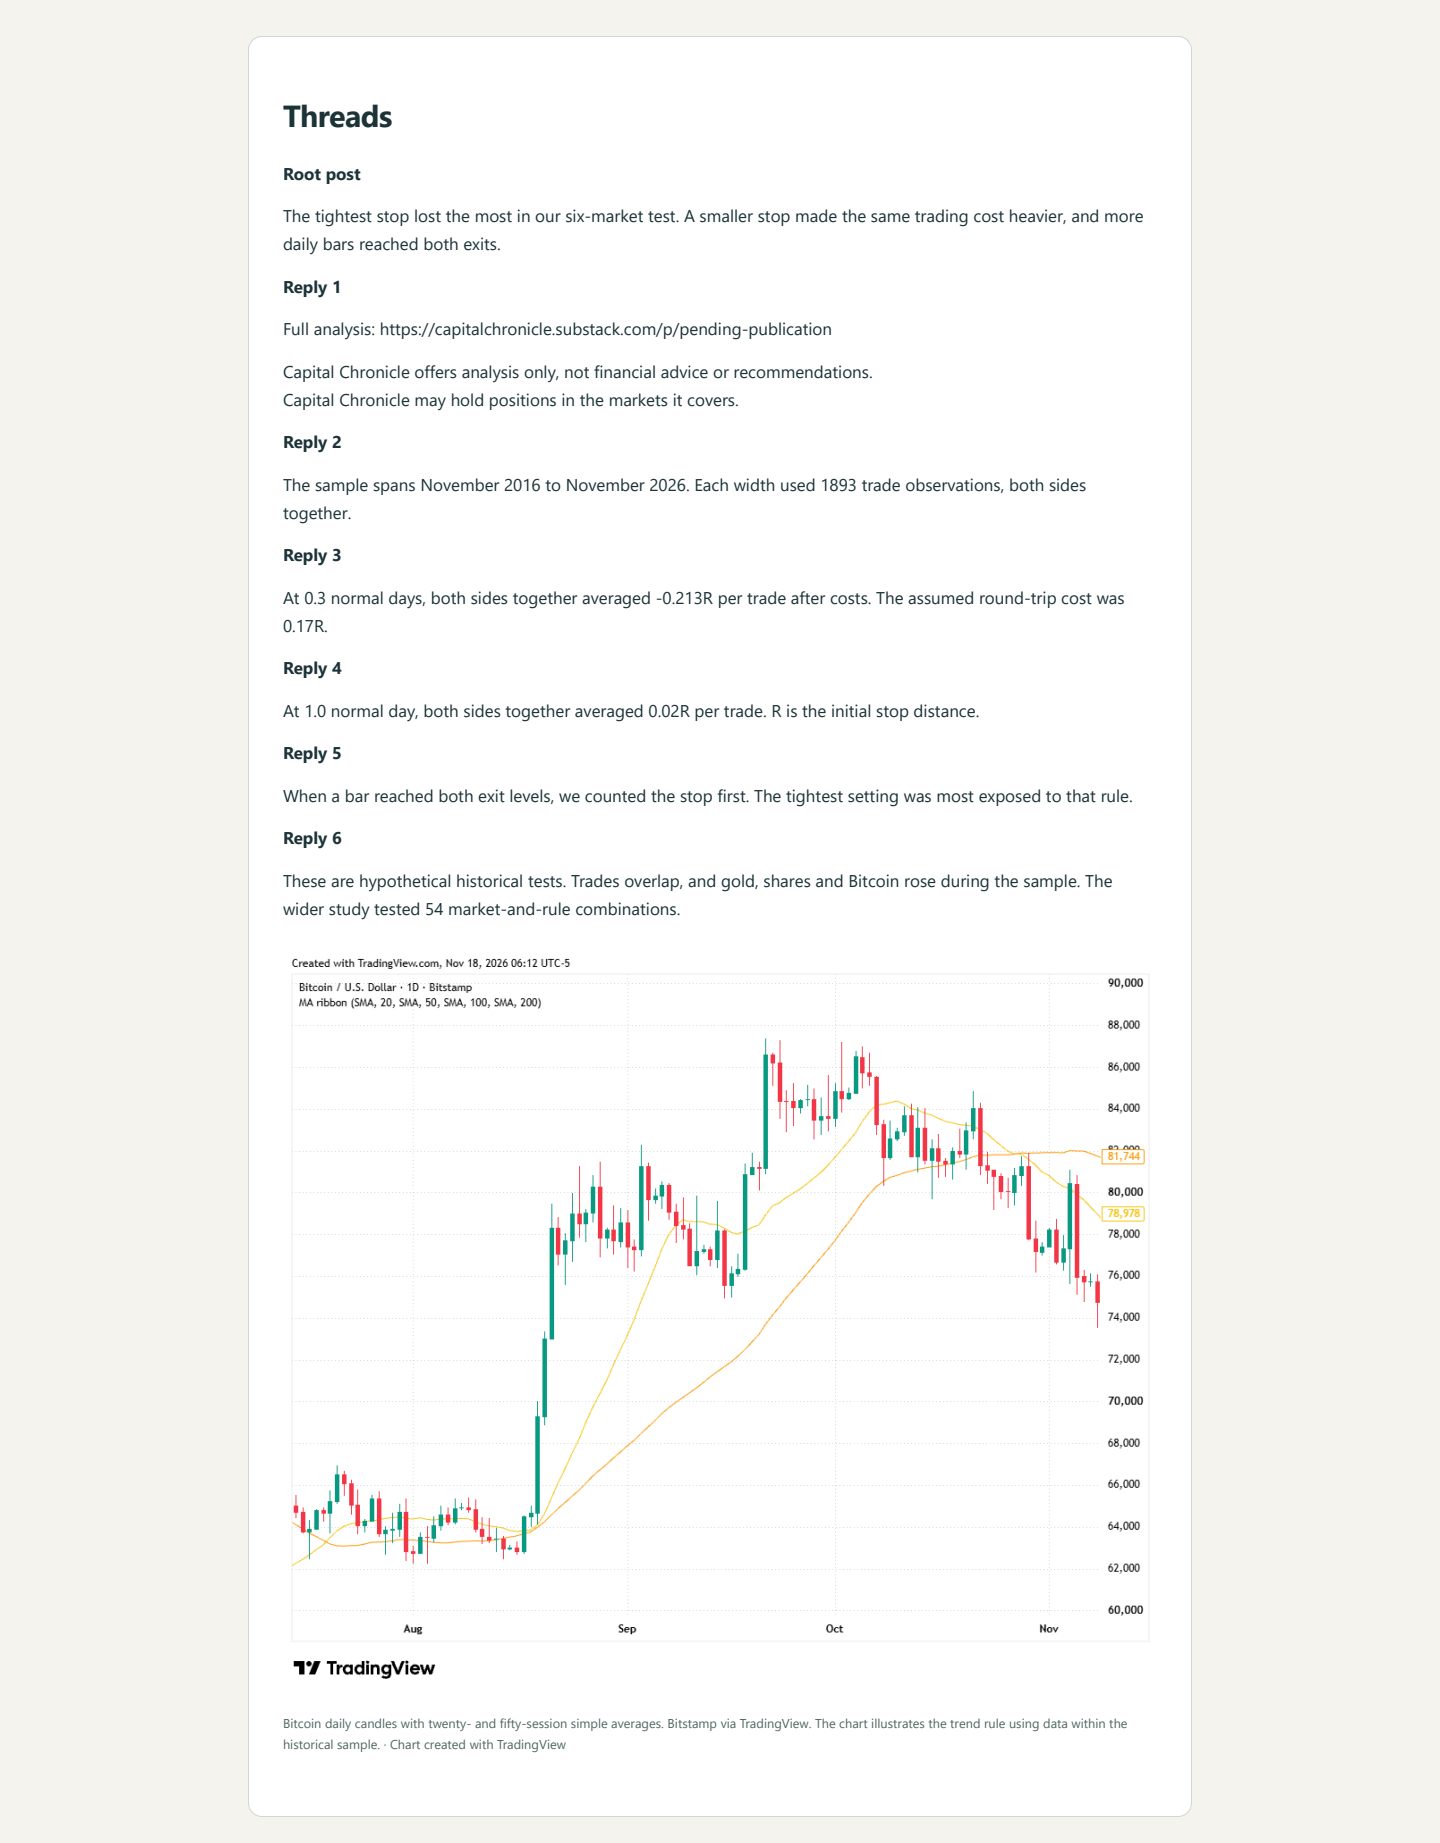 Threads
Root post
The tightest stop lost the most in our six-market test. A smaller stop made the same trading cost heavier, and more
daily bars reached both exits.
Reply 1
Full analysis: https://capitalchronicle.substack.com/p/pending-publication
Capital Chronicle offers analysis only, not financial advice or recommendations.
Capital Chronicle may hold positions in the markets it covers.
Reply 2
The sample spans November 2016 to November 2026. Each width used 1893 trade observations, both sides
together.
Reply 3
At 0.3 normal days, both sides together averaged -0.213R per trade after costs. The assumed round-trip cost was
0.17R.
Reply 4
At 1.0 normal day, both sides together averaged 0.02R per trade. R is the initial stop distance.
Reply 5
When a bar reached both exit levels, we counted the stop first. The tightest setting was most exposed to that rule.
Reply 6
These are hypothetical historical tests. Trades overlap, and gold, shares and Bitcoin rose during the sample. The
wider study tested 54 market-and-rule combinations.
Created with TradingView.com, Nov 18, 2026 06:12 UTC-5
Bitcoin / U.S. Dollar · 1D · Bitstamp
MA ribbon (SMA, 20, SMA, 50, SMA, 100, SMA, 200)
90,000
88,000
86,000
84,000
82,000
81,744
80,000
78,978
78,000
76,000
74,000
72,000
70,000
68,000
66,000
64,000
62,000
60,000
Aug Sep Oct Nov
TradingView
Bitcoin daily candles with twenty- and fifty-session simple averages. Bitstamp via TradingView. The chart illustrates the trend rule using data within the
historical sample. · Chart created with TradingView